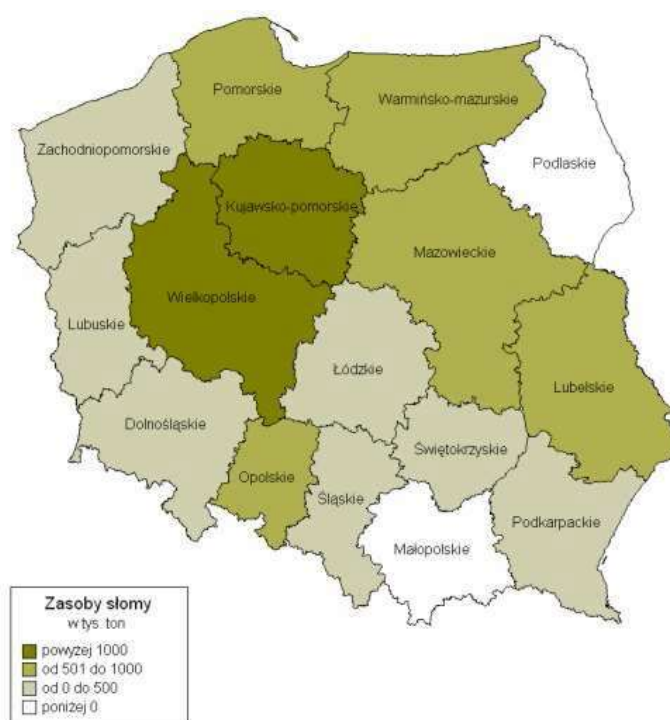 Pomorskie
Warmińsko-mazurskie
Zachodniopomorskie
Podlaskie
Kujawsko-pomorskie
Mazowieckie
Wielkopolskie
Lubuskie
Łódzkie
Lubelskie
Dolnośląskie
Świętokrzyskie
Opolskie
Śląskie
Podkarpackie
Małopolskie
Zasoby słomy
w tys. ton
powyżej 1000
od 501 do 1000
od 0 do 500
poniżej 0